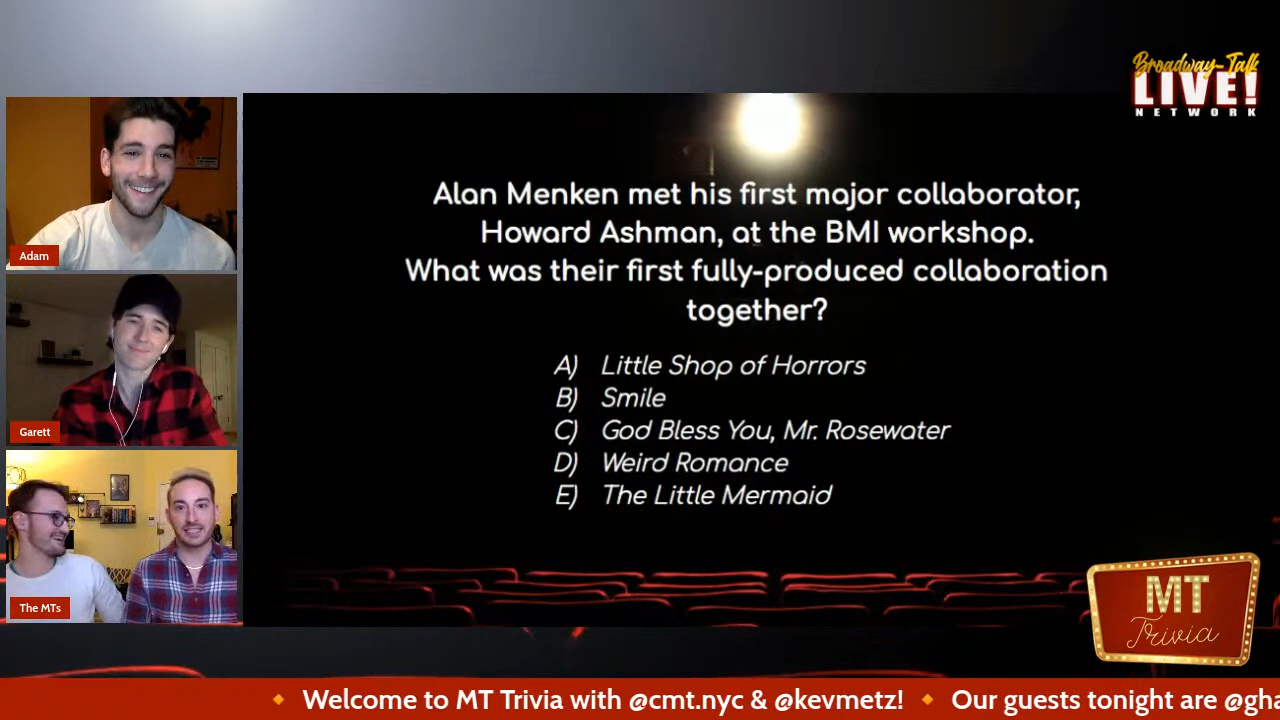 Broadway-Talk
LIVE!
NETWORK
Alan Menken met his first major collaborator,
Howard Ashman, at the BMI workshop.
What was their first fully-produced collaboration
together?
A) Little Shop of Horrors
B) Smile
C) God Bless You, Mr. Rosewater
D) Weird Romance
E) The Little Mermaid
Adam
Garett
The MTs
MT
Trivia
Welcome to MT Trivia with @cmt.nyc & @kevmetz!
Our guests tonight are @gha